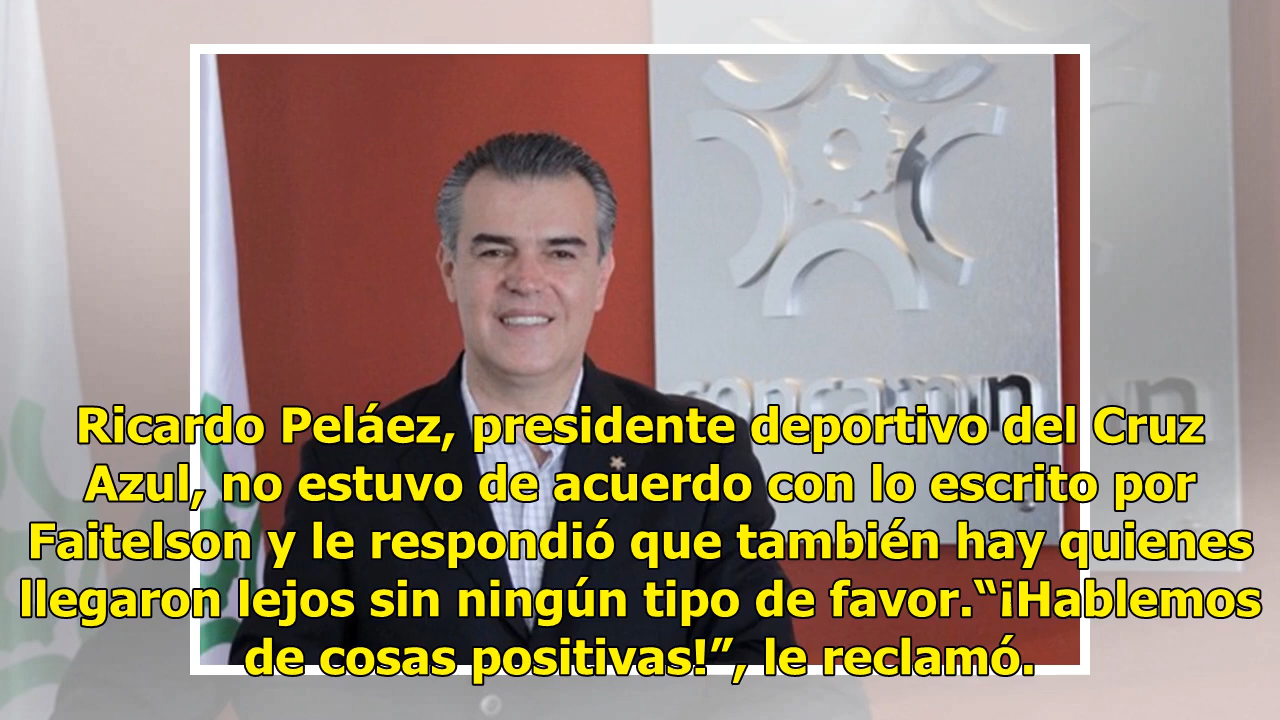 concamin
Ricardo Peláez, presidente deportivo del Cruz
Azul, no estuvo de acuerdo con lo escrito por
Faitelson y le respondió que también hay quienes
llegaron lejos sin ningún tipo de favor.“¡Hablemos
de cosas positivas!”, le reclamó.